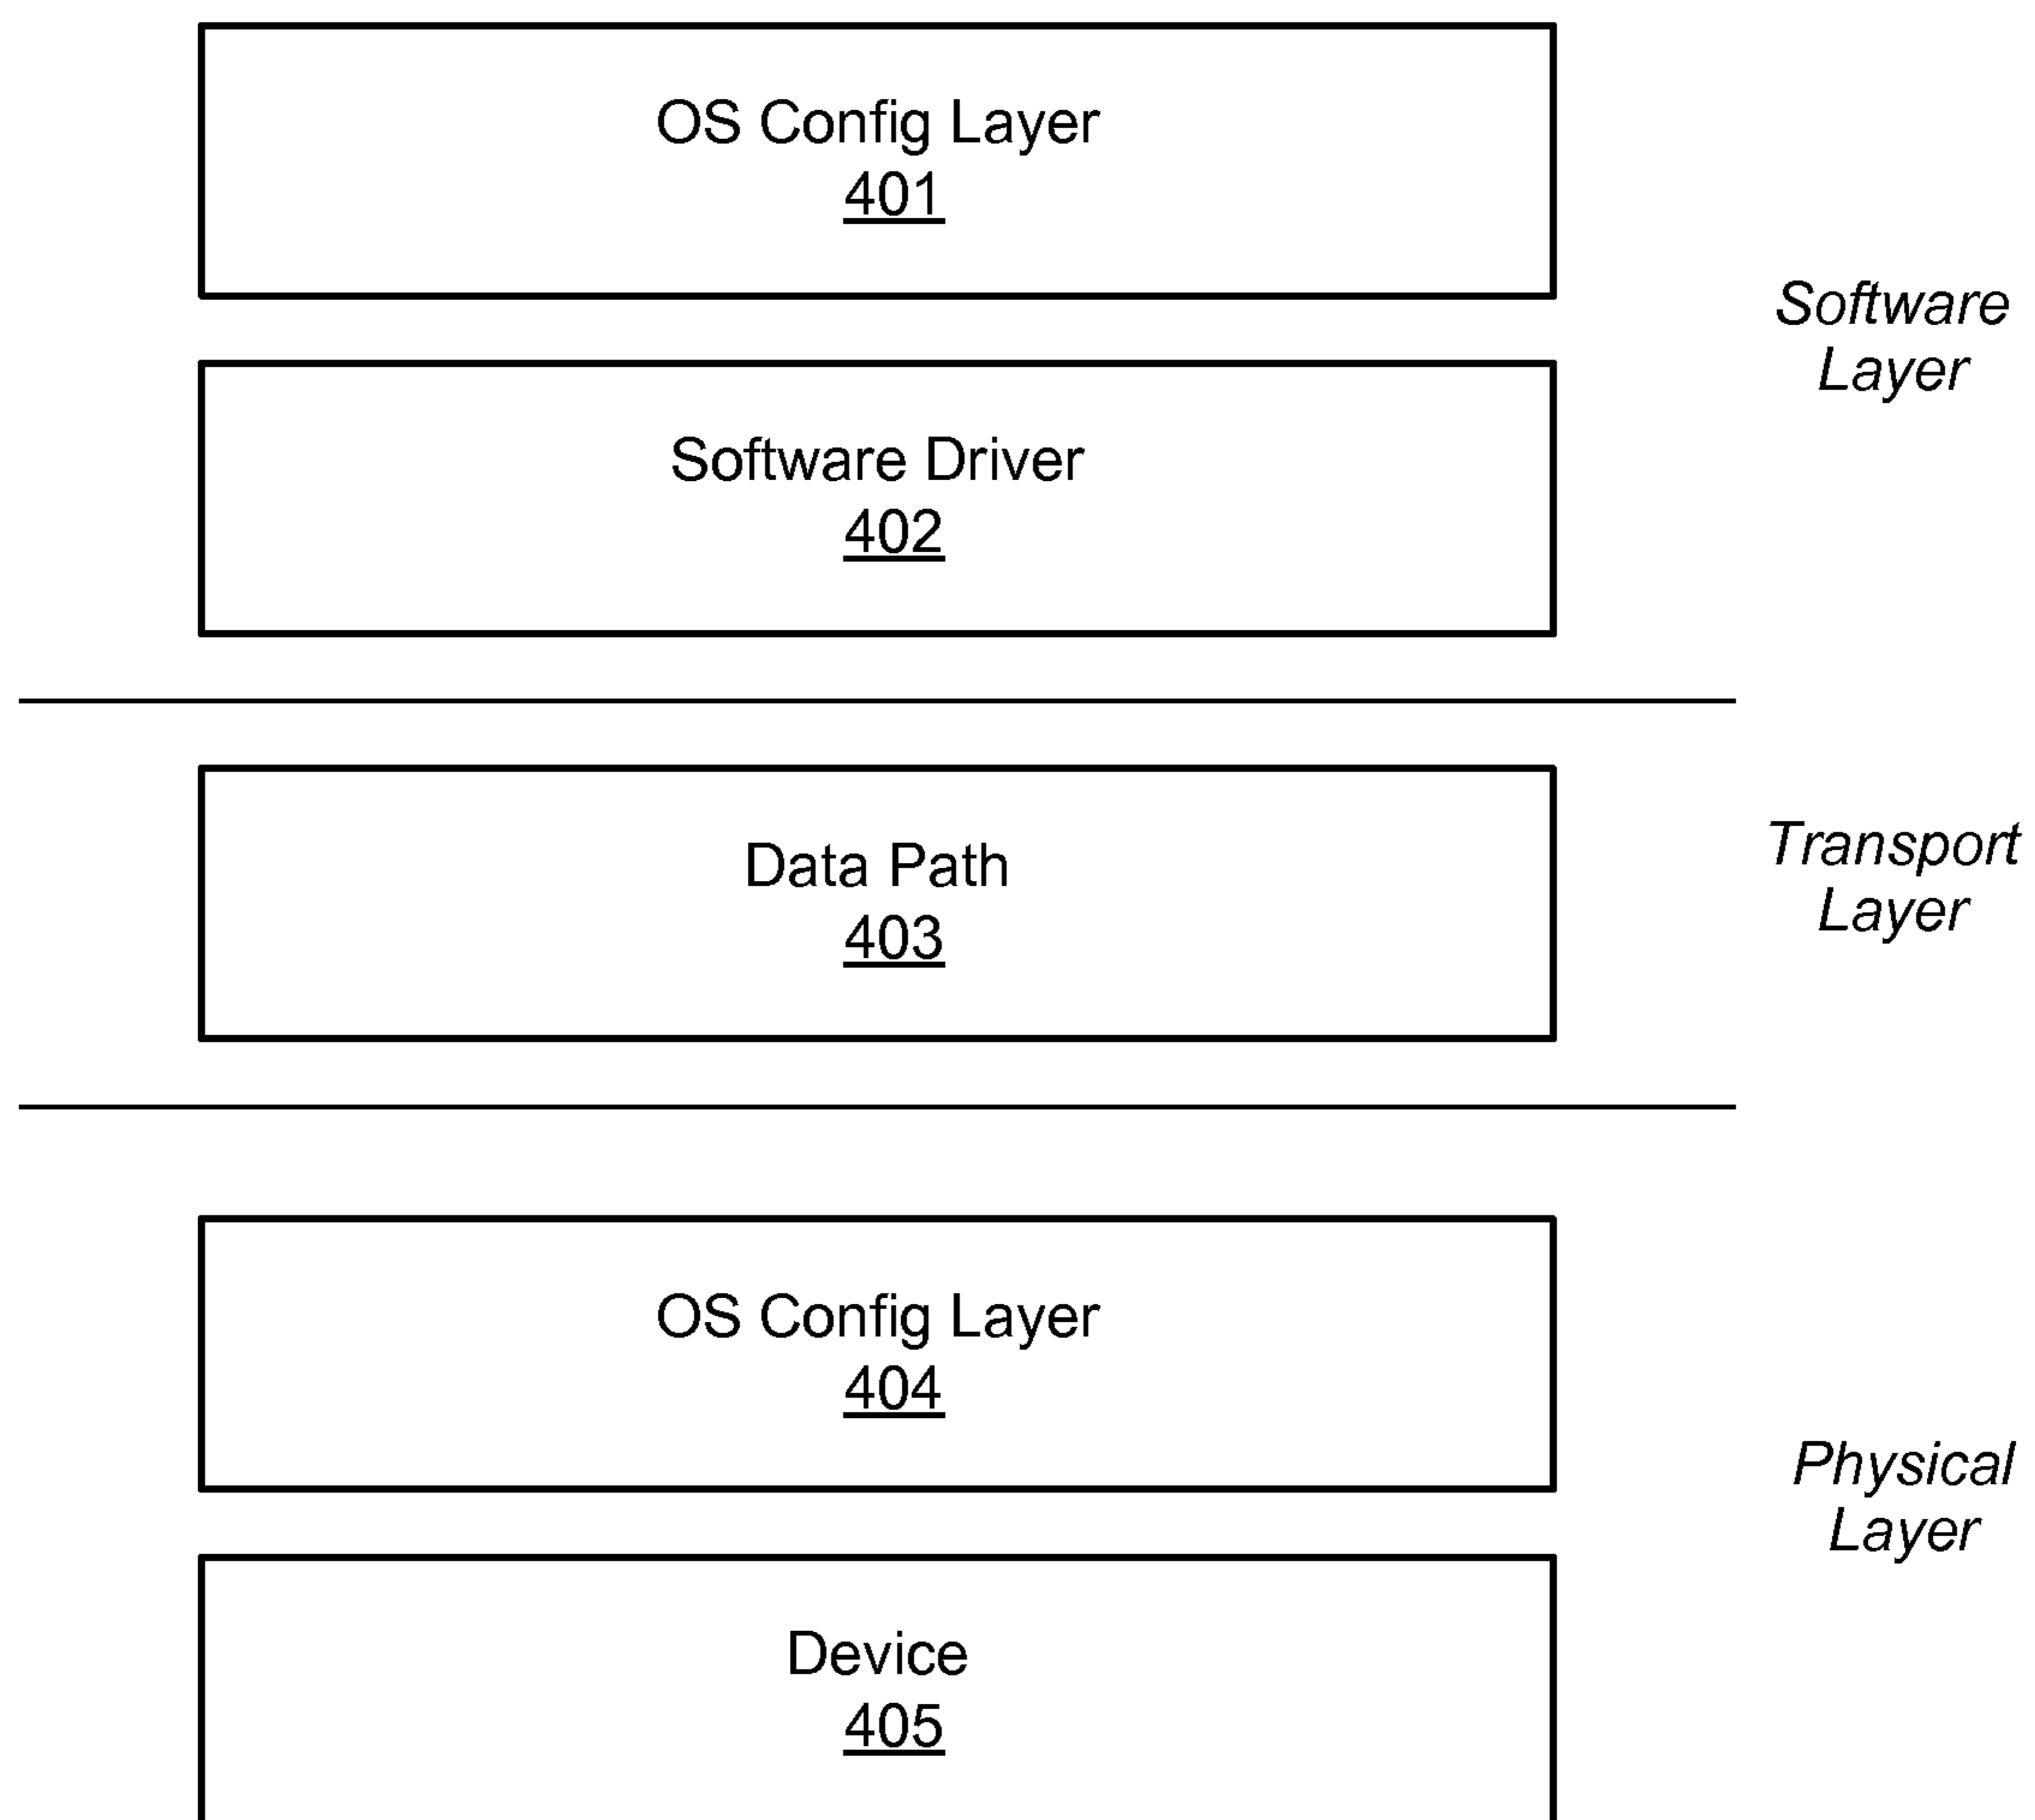 OS Config Layer
401
Software
Layer
Software Driver
402
Data Path
403
Transport
Layer
OS Config Layer
404
Physical
Layer
Device
405